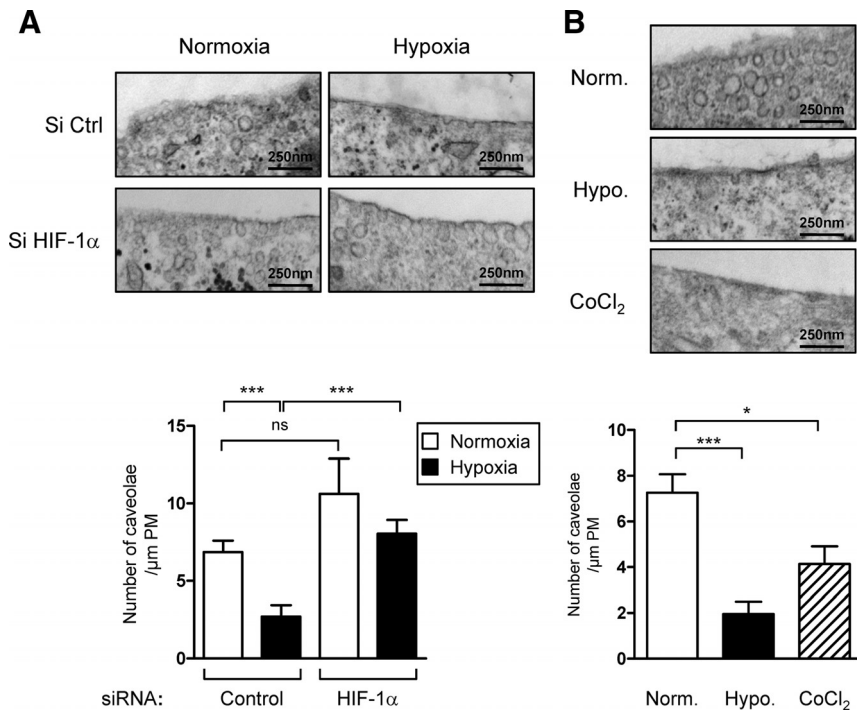 A
B
Normoxia
Hypoxia
Si Ctrl
250nm
250nm
Si HIF-1α
250nm
250nm
Norm.
250nm
Hypo.
250nm
CoCl₂
250nm
***
***
ns
Normoxia
Hypoxia
Number of caveolae
/µm PM
15
10
5
0
siRNA:
Control
HIF-1α
*
***
Number of caveolae
/µm PM
10
8
6
4
2
0
Norm.
Hypo.
CoCl₂